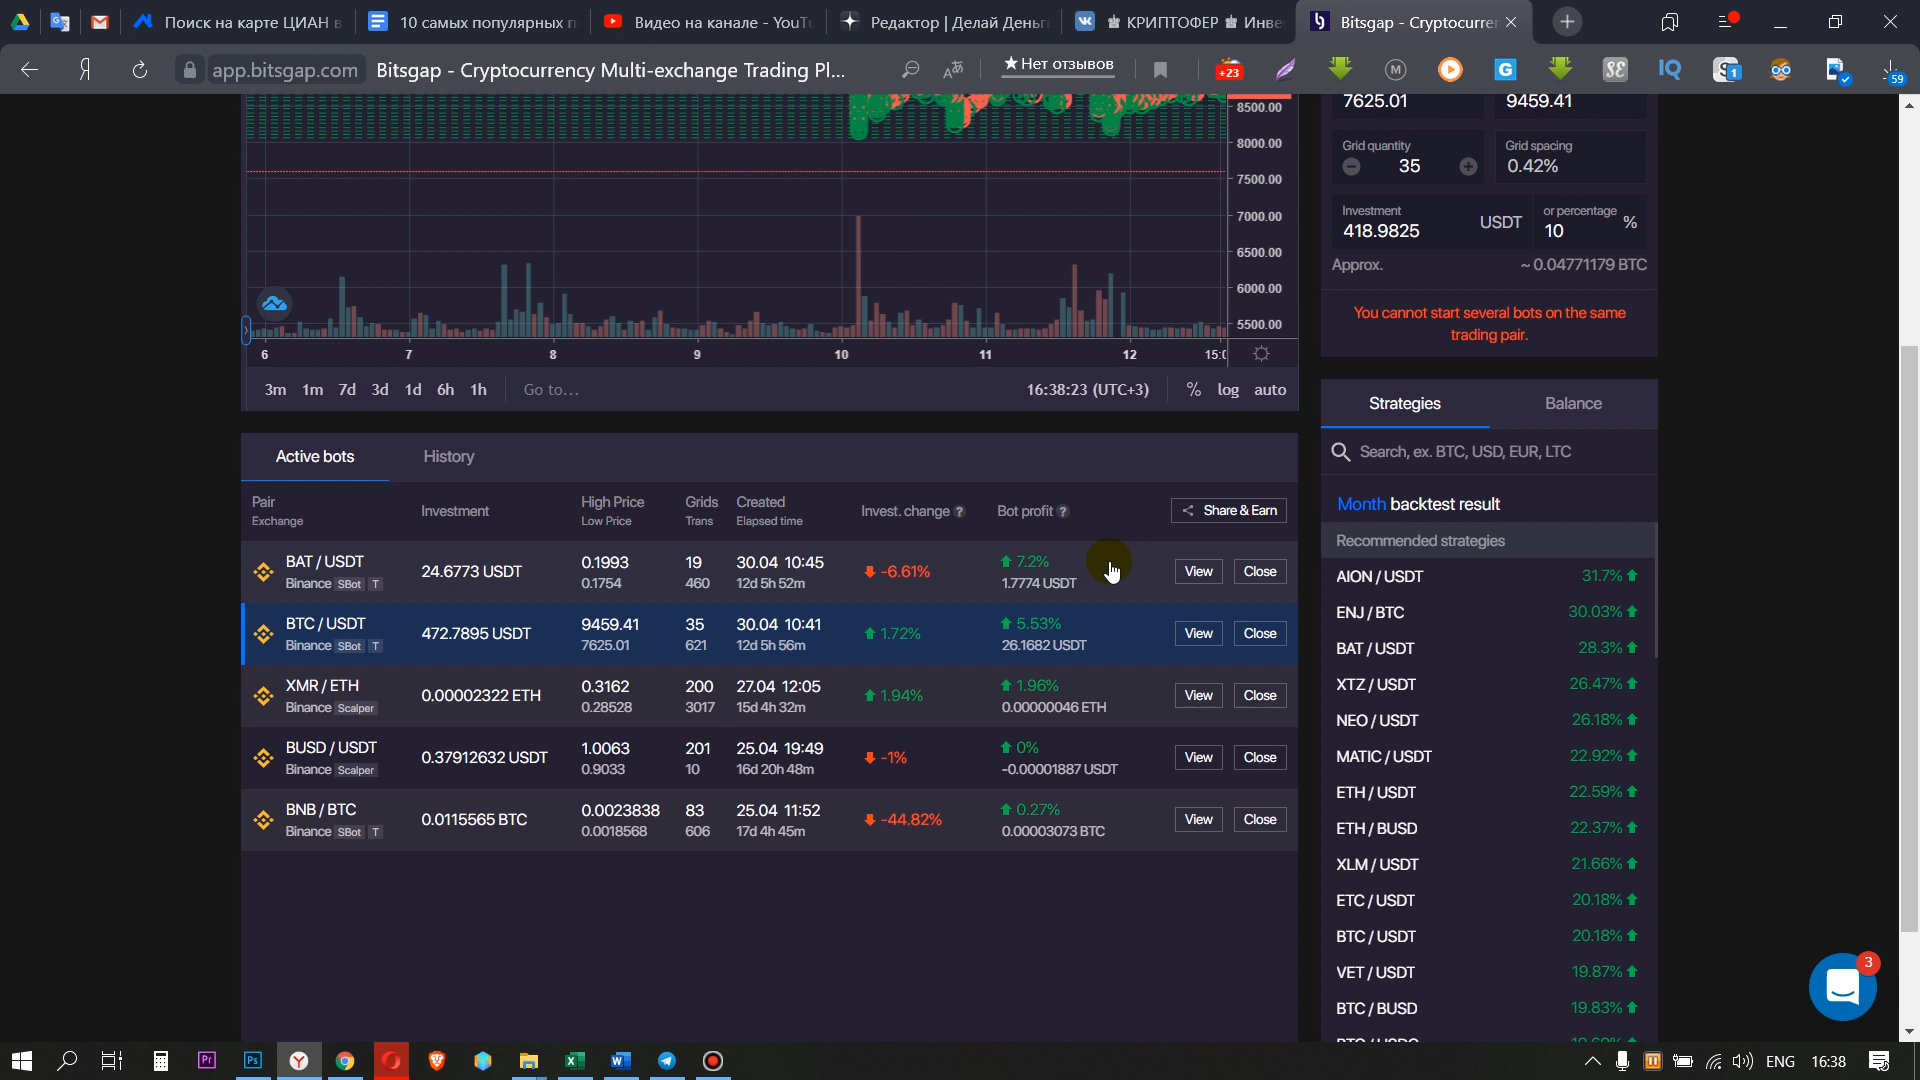 Поиск на карте ЦИАН в
10 самых популярных п
Видео на канале - YouTu
Редактор | Делай Деньг
КРИПТОФЕР
Инве
Bitsgap - Cryptocurrer
app.bitsgap.com
Bitsgap - Cryptocurrency Multi-exchange Trading Pl...
★ Нет отзывов
+23
1
59
8500.00
8000.00
7500.00
7000.00
6500.00
6000.00
5500.00
6 7 8 9 10 11 12 15:0
3m 1m 7d 3d 1d 6h 1h Go to... 16:38:23 (UTC+3) % log auto
7625.01 9459.41
Grid quantity Grid spacing
35 0.42%
Investment or percentage
418.9825 USDT 10 %
Approx. ~ 0.04771179 BTC
You cannot start several bots on the same
trading pair.
Active bots History
Pair Investment High Price Grids Created Invest. change ? Bot profit ? Share & Earn
Exchange Low Price Trans Elapsed time
BAT / USDT 24.6773 USDT 0.1993 19 30.04 10:45 -6.61% 7.2% View Close
Binance SBot T 0.1754 460 12d 5h 52m 1.7774 USDT
BTC / USDT 472.7895 USDT 9459.41 35 30.04 10:41 1.72% 5.53% View Close
Binance SBot T 7625.01 621 12d 5h 56m 26.1682 USDT
XMR / ETH 0.00002322 ETH 0.3162 200 27.04 12:05 1.94% 1.96% View Close
Binance Scalper 0.28528 3017 15d 4h 32m 0.00000046 ETH
BUSD / USDT 0.37912632 USDT 1.0063 201 25.04 19:49 -1% 0% View Close
Binance Scalper 0.9033 10 16d 20h 48m -0.00001887 USDT
BNB / BTC 0.0115565 BTC 0.0023838 83 25.04 11:52 -44.82% 0.27% View Close
Binance SBot T 0.0018568 606 17d 4h 45m 0.00003073 BTC
Strategies Balance
Search, ex. BTC, USD, EUR, LTC
Month backtest result
Recommended strategies
AION / USDT 31.7%
ENJ / BTC 30.03%
BAT / USDT 28.3%
XTZ / USDT 26.47%
NEO / USDT 26.18%
MATIC / USDT 22.92%
ETH / USDT 22.59%
ETH / BUSD 22.37%
XLM / USDT 21.66%
ETC / USDT 20.18%
BTC / USDT 20.18%
VET / USDT 19.87%
BTC / BUSD 19.83%
3
ENG 16:38